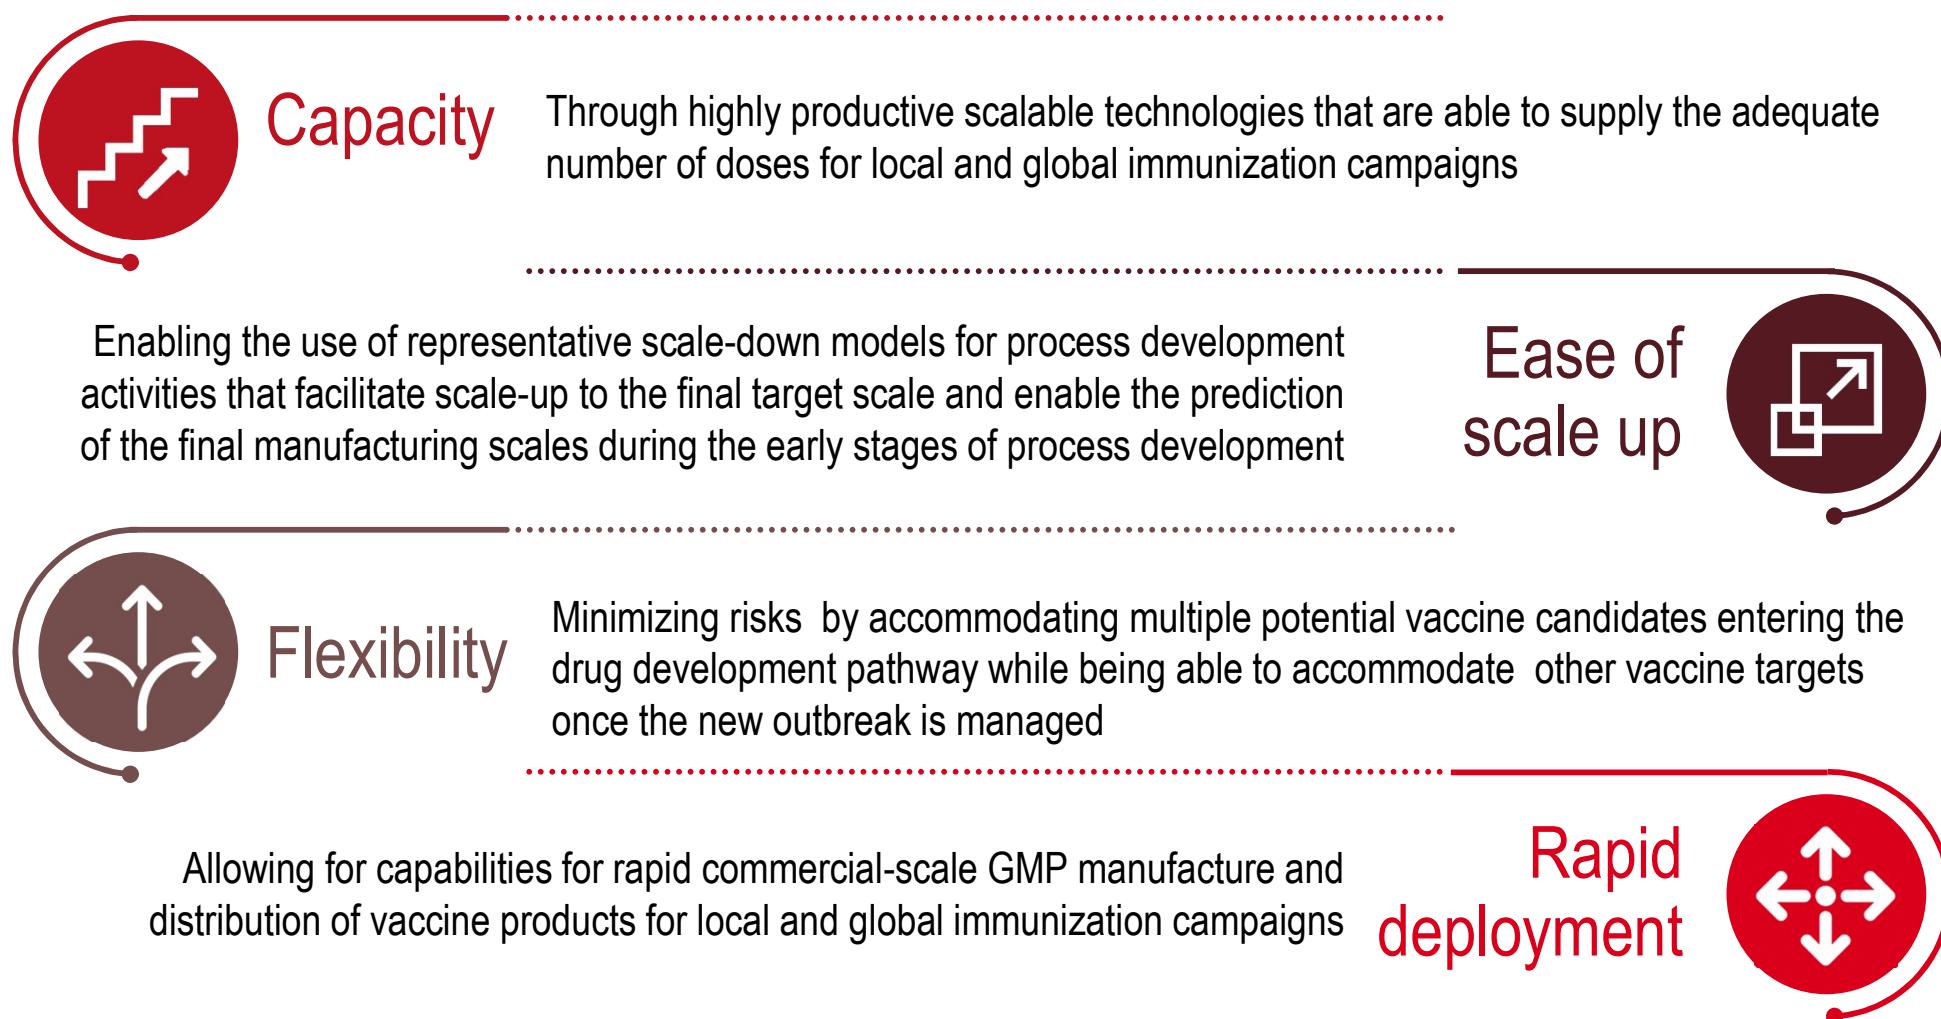 Capacity
Through highly productive scalable technologies that are able to supply the adequate
number of doses for local and global immunization campaigns
Enabling the use of representative scale-down models for process development
activities that facilitate scale-up to the final target scale and enable the prediction
of the final manufacturing scales during the early stages of process development
Ease of
scale up
Flexibility
Minimizing risks  by accommodating multiple potential vaccine candidates entering the
drug development pathway while being able to accommodate  other vaccine targets
once the new outbreak is managed
Allowing for capabilities for rapid commercial-scale GMP manufacture and
distribution of vaccine products for local and global immunization campaigns
Rapid
deployment